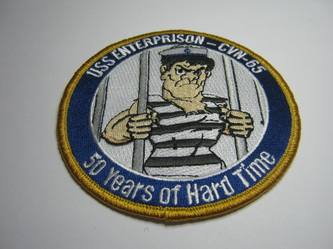 USS ENTERPRISON - CVN-65
50 Years of Hard Time